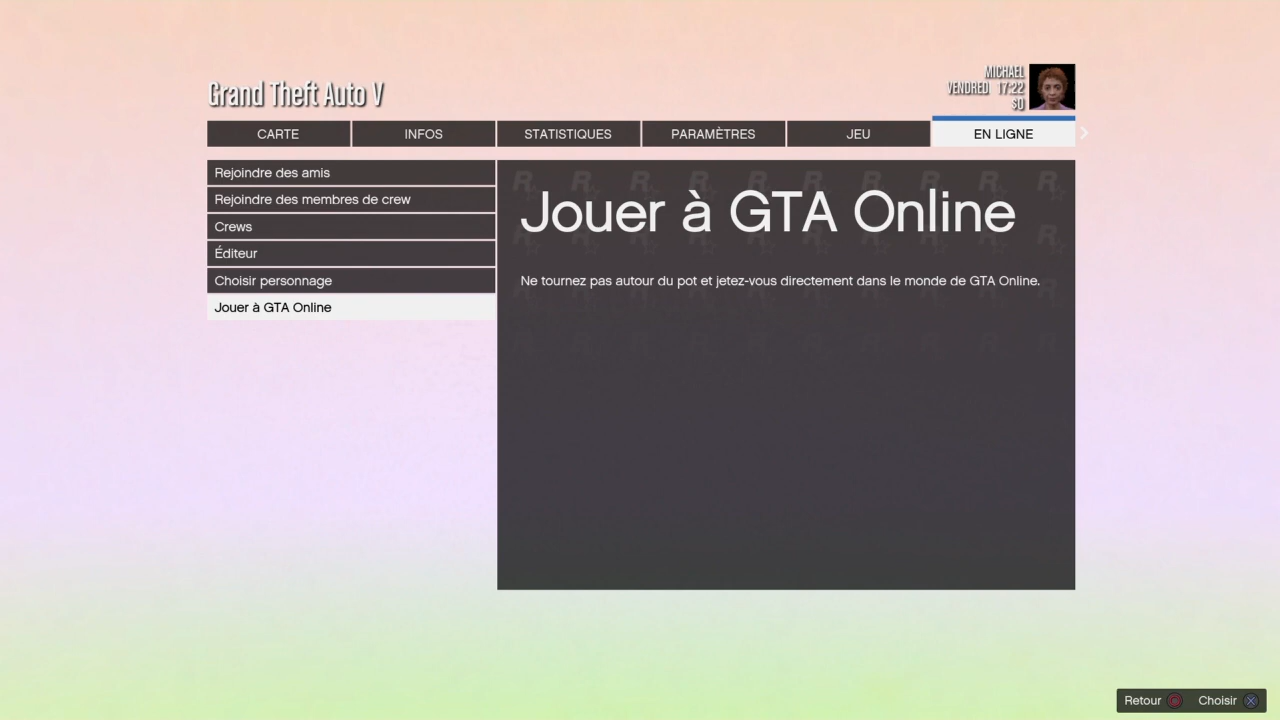 Grand Theft Auto V
MICHAEL
VENDRED 17:22
$0
CARTE
INFOS
STATISTIQUES
PARAMÈTRES
JEU
EN LIGNE
Rejoindre des amis
Rejoindre des membres de crew
Crews
Éditeur
Choisir personnage
Jouer à GTA Online
Jouer à GTA Online
Ne tournez pas autour du pot et jetez-vous directement dans le monde de GTA Online.
Retour
Choisir